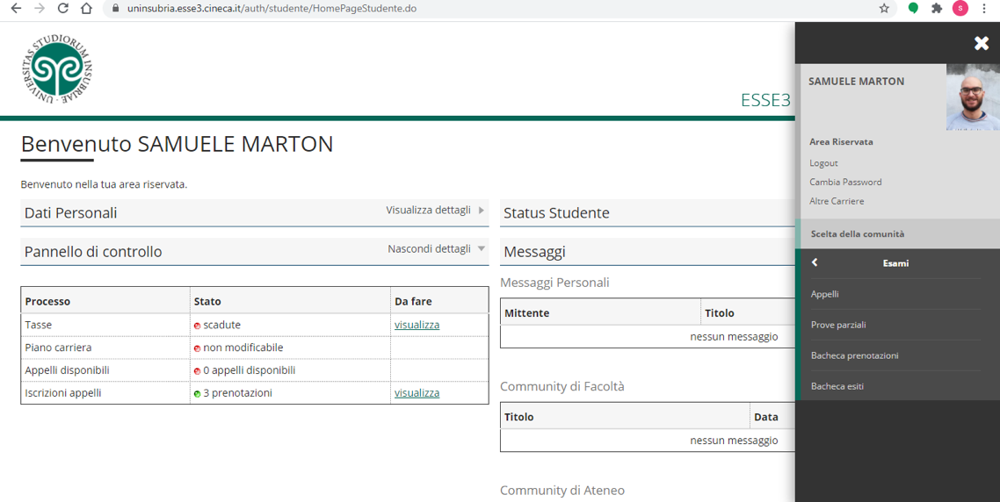 uninsubria.esse3.cineca.it/auth/studente/HomePageStudente.do
S
UNIVERSITAS STUDIORUM INSUBRIAE
ESSE3
Benvenuto SAMUELE MARTON
Benvenuto nella tua area riservata.
Dati Personali Visualizza dettagli
Pannello di controllo Nascondi dettagli
Processo Stato Da fare
Tasse scadute visualizza
Piano carriera non modificabile
Appelli disponibili 0 appelli disponibili
Iscrizioni appelli 3 prenotazioni visualizza
Status Studente
Messaggi
Messaggi Personali
Mittente Titolo
nessun messaggio
Community di Facoltà
Titolo Data
nessun messaggio
Community di Ateneo
SAMUELE MARTON
Area Riservata
Logout
Cambia Password
Altre Carriere
Scelta della comunità
Esami
Appelli
Prove parziali
Bacheca prenotazioni
Bacheca esiti